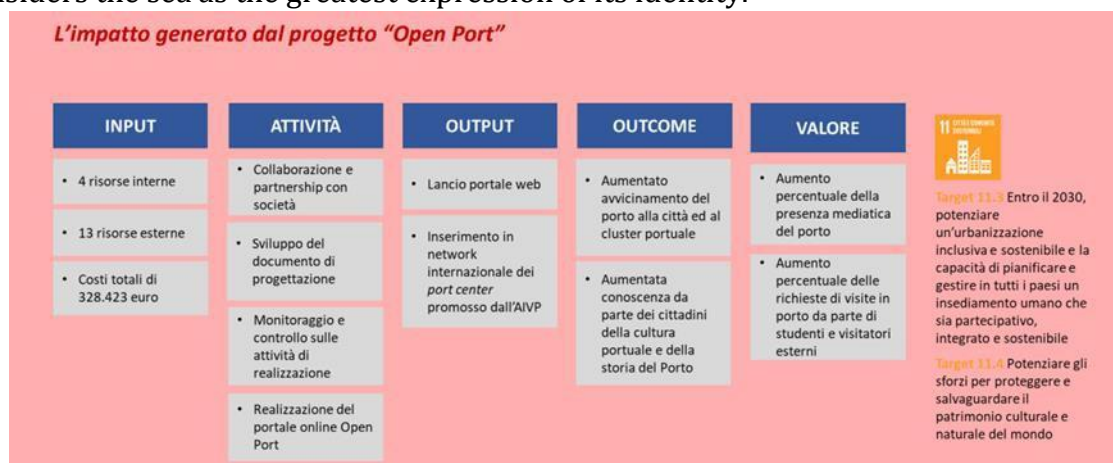 nsiders the sea as the greatest expression of its identity.
L'impatto generato dal progetto "Open Port"
INPUT
• 4 risorse interne
• 13 risorse esterne
• Costi totali di
328.423 euro
ATTIVITÀ
• Collaborazione e
partnership con
società
• Sviluppo del
documento di
progettazione
• Monitoraggio e
controllo sulle
attività di
realizzazione
• Realizzazione del
portale online Open
Port
OUTPUT
• Lancio portale web
• Inserimento in
network
internazionale dei
port center
promosso dall'AIVP
OUTCOME
• Aumentato
avvicinamento del
porto alla città ed al
cluster portuale
• Aumentata
conoscenza da
parte dei cittadini
della cultura
portuale e della
storia del Porto
VALORE
• Aumento
percentuale della
presenza mediatica
del porto
• Aumento
percentuale delle
richieste di visite in
porto da parte di
studenti e visitatori
esterni
11 CITTÀ E COMUNITÀ
SOSTENIBILI
Target 11.3 Entro il 2030,
potenziare
un'urbanizzazione
inclusiva e sostenibile e la
capacità di pianificare e
gestire in tutti i paesi un
insediamento umano che
sia partecipativo,
integrato e sostenibile
Target 11.4 Potenziare gli
sforzi per proteggere e
salvaguardare il
patrimonio culturale e
naturale del mondo